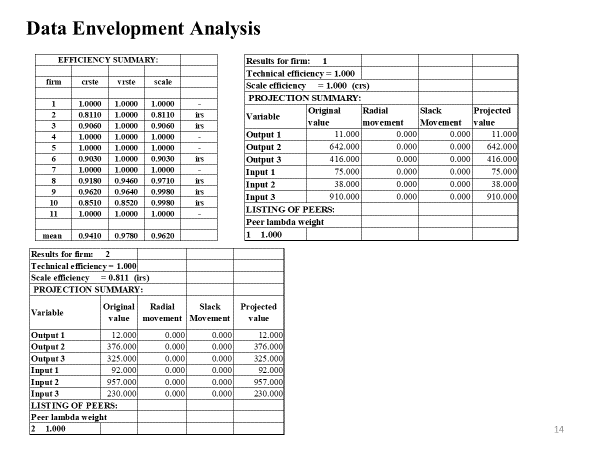 Data Envelopment Analysis
EFFICIENCY SUMMARY:
firm crste vrste scale
1 1.0000 1.0000 1.0000 -
2 0.8110 1.0000 0.8110 irs
3 0.9060 1.0000 0.9060 irs
4 1.0000 1.0000 1.0000 -
5 1.0000 1.0000 1.0000 -
6 0.9030 1.0000 0.9030 irs
7 1.0000 1.0000 1.0000 -
8 0.9180 0.9460 0.9710 irs
9 0.9620 0.9640 0.9980 irs
10 0.8510 0.8520 0.9980 irs
11 1.0000 1.0000 1.0000 -
mean 0.9410 0.9780 0.9620
Results for firm: 1
Technical efficiency = 1.000
Scale efficiency = 1.000 (crs)
PROJECTION SUMMARY:
Variable Original value Radial movement Slack Movement Projected value
Output 1 11.000 0.000 0.000 11.000
Output 2 642.000 0.000 0.000 642.000
Output 3 416.000 0.000 0.000 416.000
Input 1 75.000 0.000 0.000 75.000
Input 2 38.000 0.000 0.000 38.000
Input 3 910.000 0.000 0.000 910.000
LISTING OF PEERS:
Peer lambda weight
1 1.000
Results for firm: 2
Technical efficiency = 1.000
Scale efficiency = 0.811 (irs)
PROJECTION SUMMARY:
Variable Original value Radial movement Slack Movement Projected value
Output 1 12.000 0.000 0.000 12.000
Output 2 376.000 0.000 0.000 376.000
Output 3 325.000 0.000 0.000 325.000
Input 1 92.000 0.000 0.000 92.000
Input 2 957.000 0.000 0.000 957.000
Input 3 230.000 0.000 0.000 230.000
LISTING OF PEERS:
Peer lambda weight
2 1.000
14